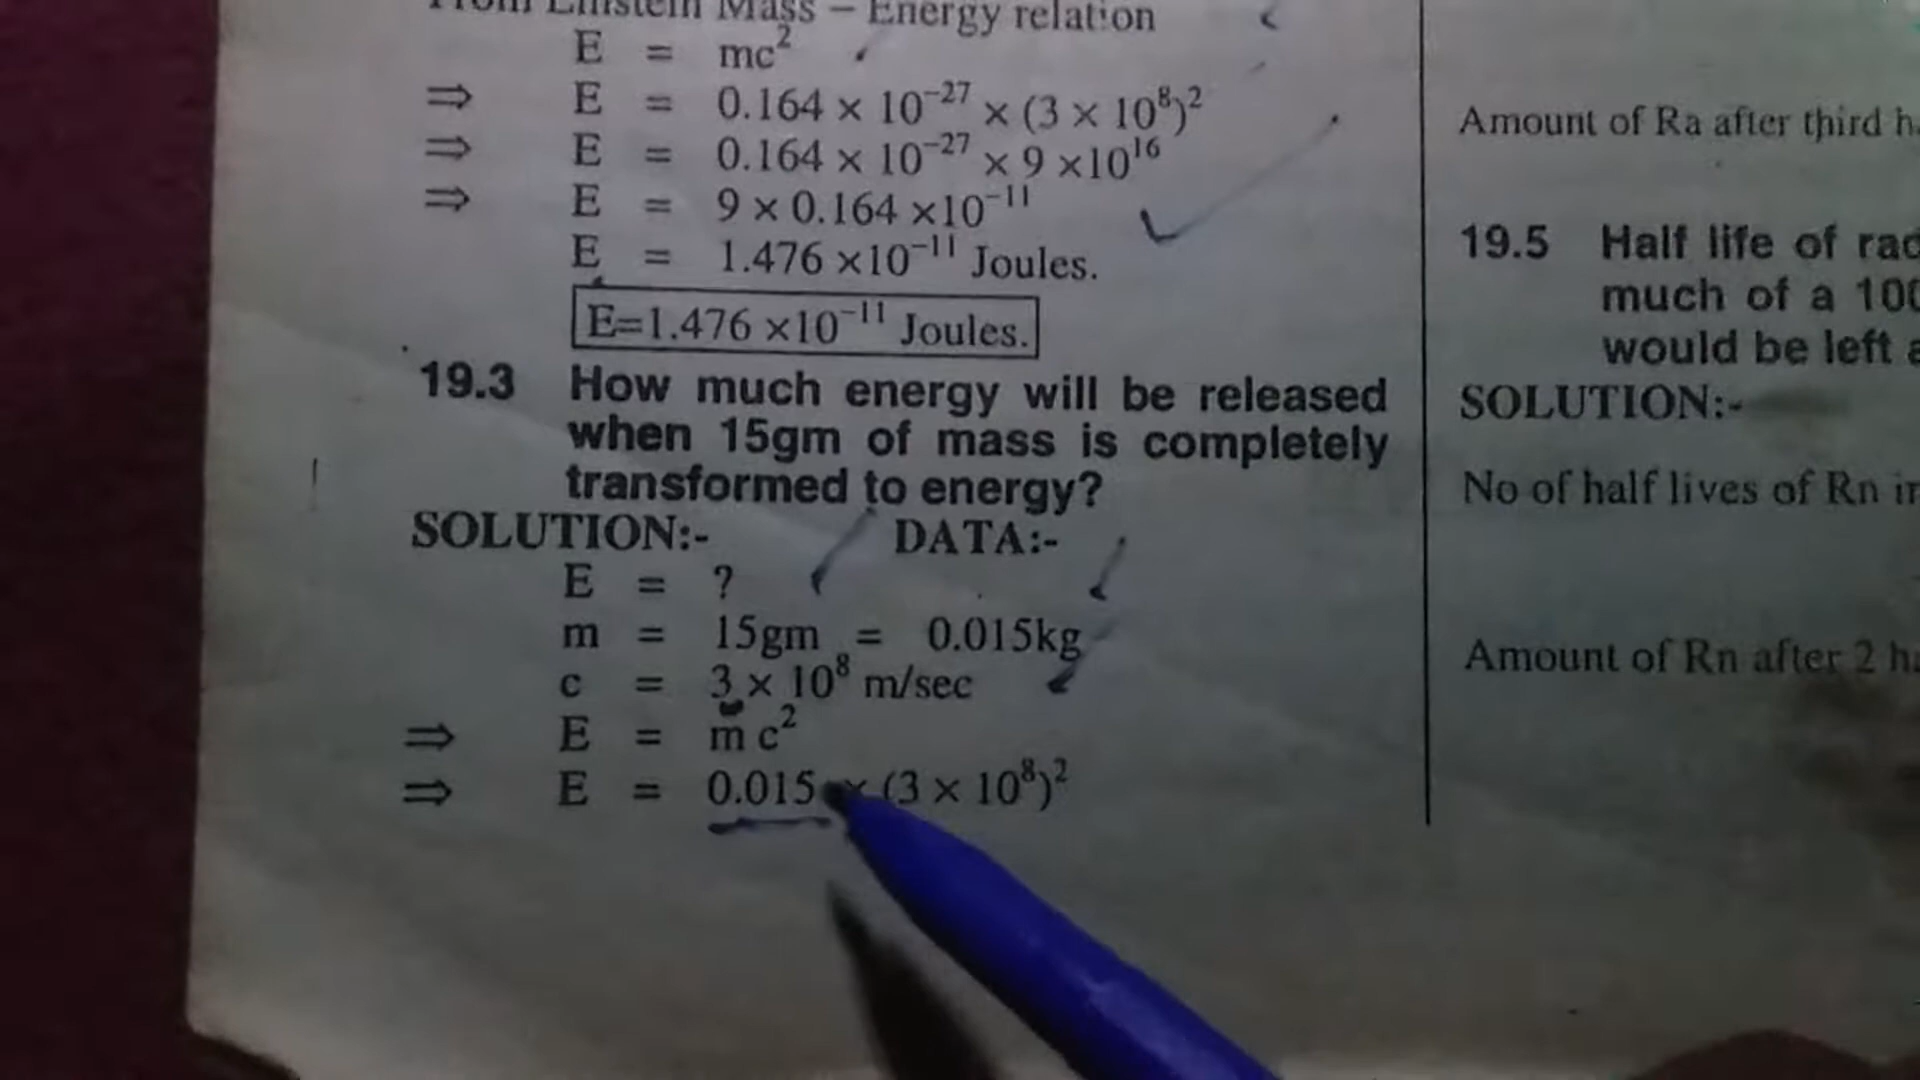 From Einstein Mass – Energy relation
E = mc²
⇒ E = 0.164 × 10⁻²⁷ × (3 × 10⁸)²
⇒ E = 0.164 × 10⁻²⁷ × 9 ×10¹⁶
⇒ E = 9 × 0.164 ×10⁻¹¹
E = 1.476 ×10⁻¹¹ Joules.
E=1.476 ×10⁻¹¹ Joules.
19.3 How much energy will be released
when 15gm of mass is completely
transformed to energy?
SOLUTION:- DATA:-
E = ?
m = 15gm = 0.015kg
c = 3 × 10⁸ m/sec
⇒ E = m c²
⇒ E = 0.015 × (3 × 10⁸)²
Amount of Ra after third
19.5 Half life of
much of a
would be left
SOLUTION:-
No of half lives of Rn
Amount of Rn after 2